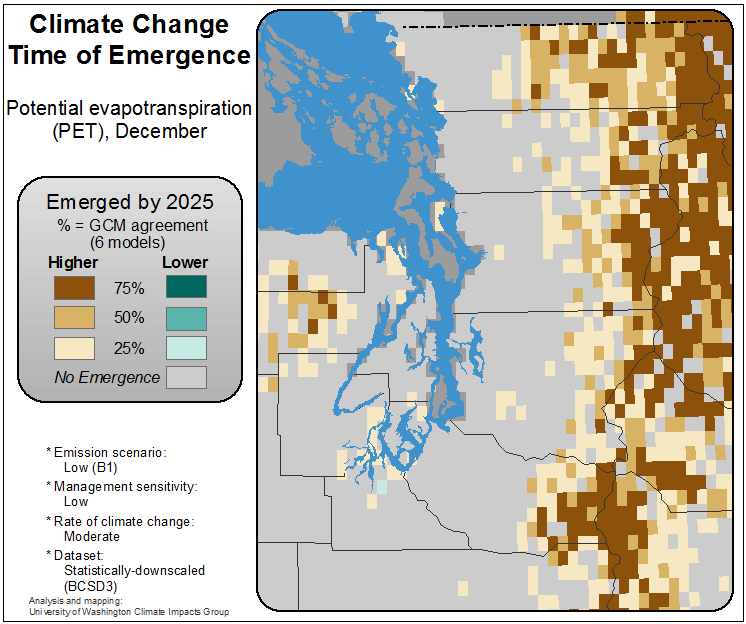 Climate Change
Time of Emergence
Potential evapotranspiration
(PET), December
Emerged by 2025
% = GCM agreement
(6 models)
Higher Lower
75%
50%
25%
No Emergence
* Emission scenario:
Low (B1)
* Management sensitivity:
Low
* Rate of climate change:
Moderate
* Dataset:
Statistically-downscaled
(BCSD3)
Analysis and mapping:
University of Washington Climate Impacts Group